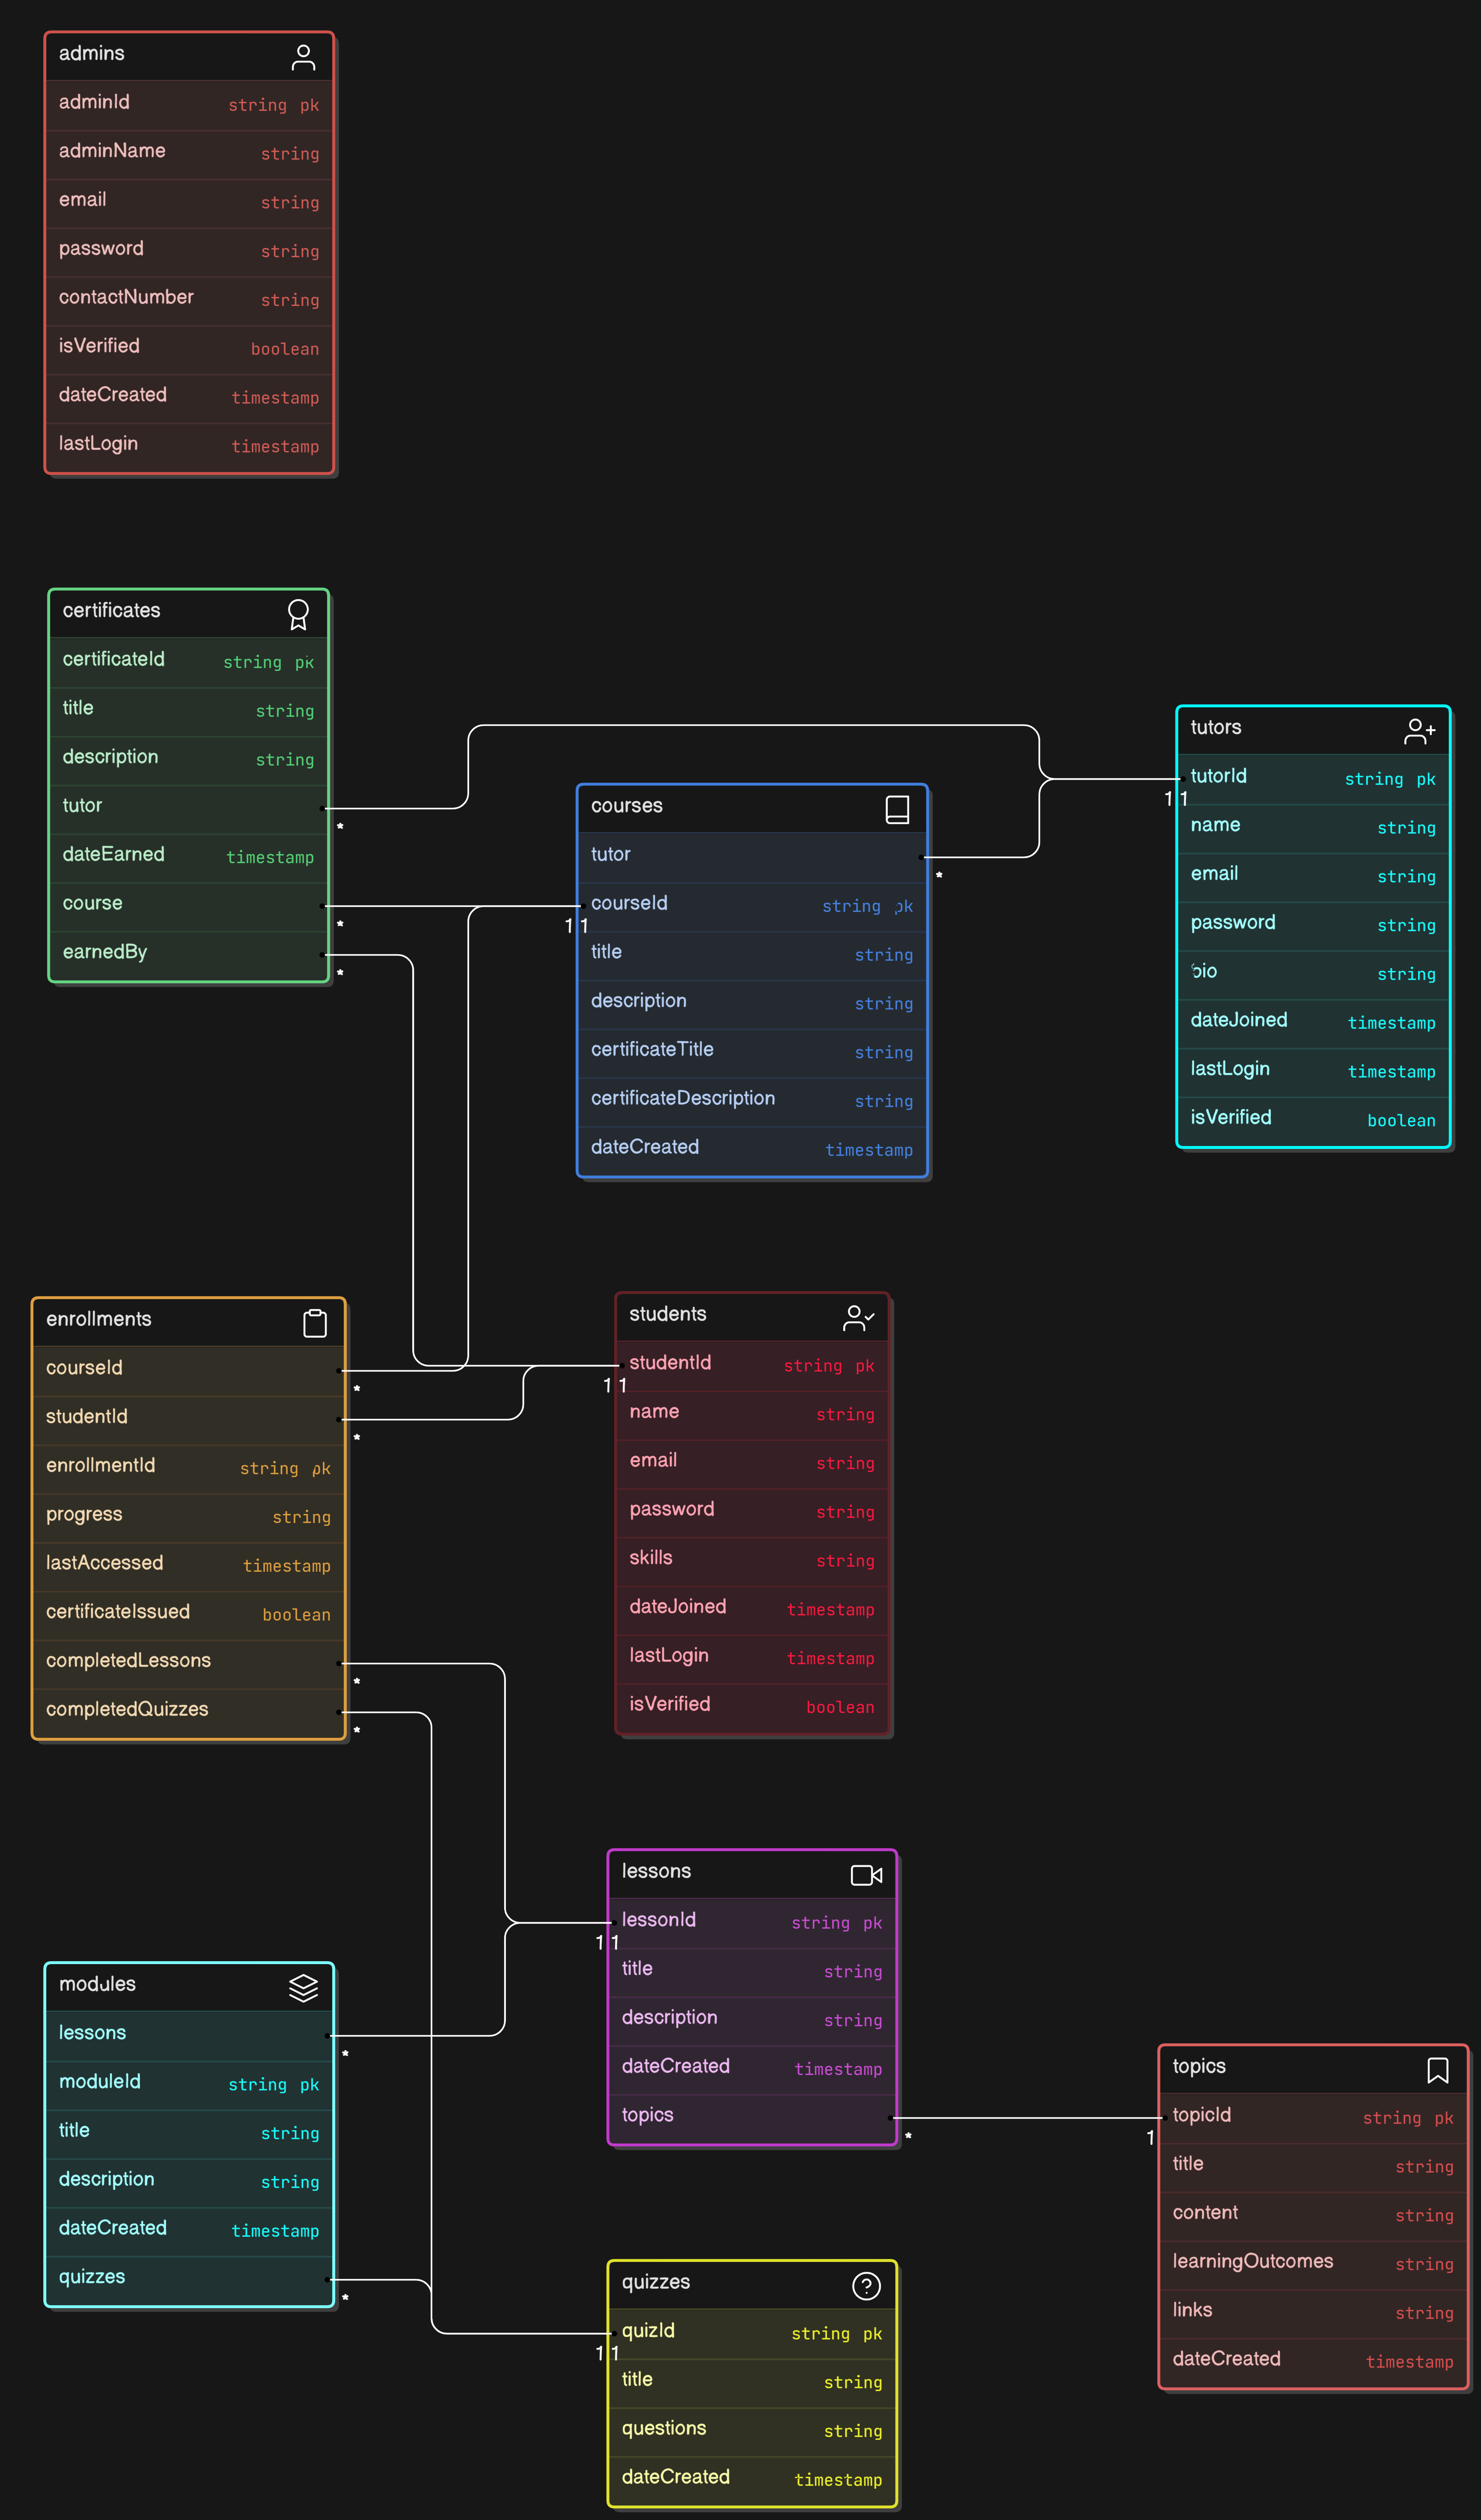 admins
adminId string pk
adminName string
email string
password string
contactNumber string
isVerified boolean
dateCreated timestamp
lastLogin timestamp
certificates
certificateId string pk
title string
description string
tutor
*
dateEarned timestamp
course
*
earnedBy
*
courses
tutor
*
courseId string pk
1 1
title string
description string
certificateTitle string
certificateDescription string
dateCreated timestamp
tutors
tutorId string pk
1 1
name string
email string
password string
bio string
dateJoined timestamp
lastLogin timestamp
isVerified boolean
enrollments
courseId
*
studentId
*
enrollmentId string pk
progress string
lastAccessed timestamp
certificateIssued boolean
completedLessons
*
completedQuizzes
*
students
studentId string pk
1 1
name string
email string
password string
skills string
dateJoined timestamp
lastLogin timestamp
isVerified boolean
lessons
lessonId string pk
1 1
title string
description string
dateCreated timestamp
topics
*
modules
lessons
*
moduleId string pk
title string
description string
dateCreated timestamp
quizzes
*
topics
topicId string pk
1
title string
content string
learningOutcomes string
links string
dateCreated timestamp
quizzes
?
quizId string pk
1 1
title string
questions string
dateCreated timestamp